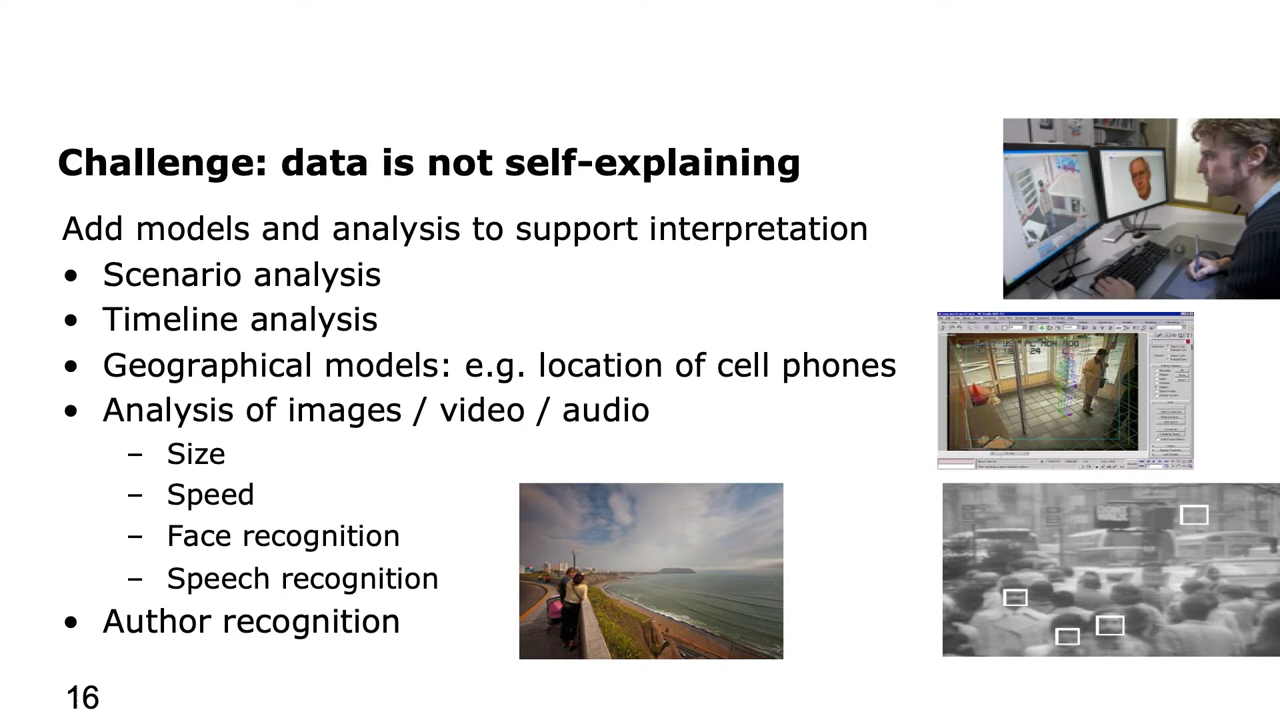 Challenge: data is not self-explaining
Add models and analysis to support interpretation
• Scenario analysis
• Timeline analysis
• Geographical models: e.g. location of cell phones
• Analysis of images / video / audio
– Size
– Speed
– Face recognition
– Speech recognition
• Author recognition
16